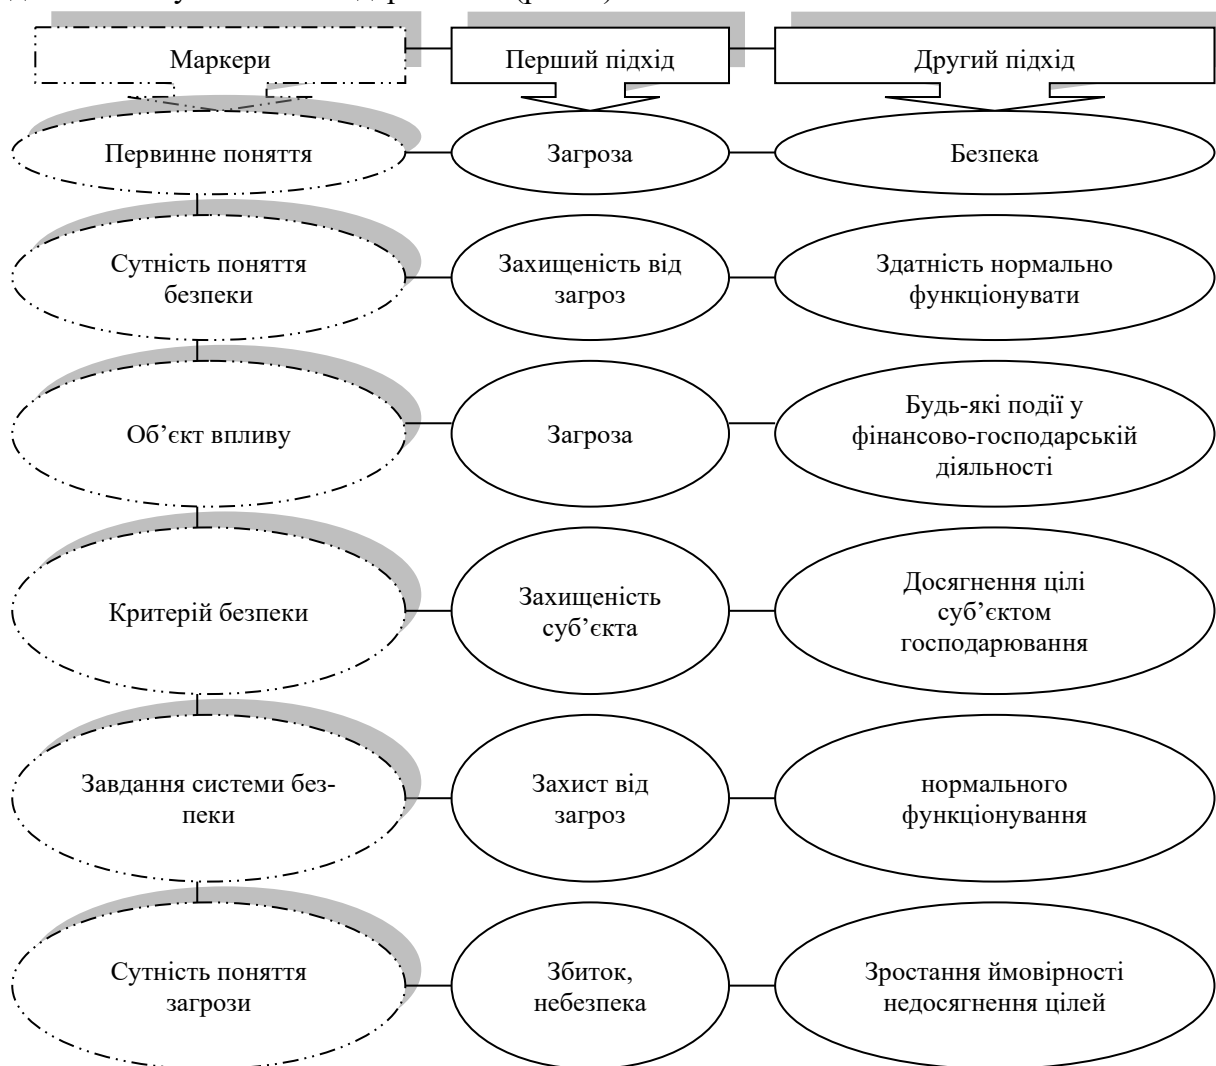 Маркери
Перший підхід
Другий підхід
Первинне поняття
Загроза
Безпека
Сутність поняття
безпеки
Захищеність від
загроз
Здатність нормально
функціонувати
Об’єкт впливу
Загроза
Будь-які події у
фінансово-господарській
діяльності
Критерій безпеки
Захищеність
суб’єкта
Досягнення цілі
суб’єктом
господарювання
Завдання системи без-
пеки
Захист від
загроз
нормального
функціонування
Сутність поняття
загрози
Збиток,
небезпека
Зростання ймовірності
недосягнення цілей